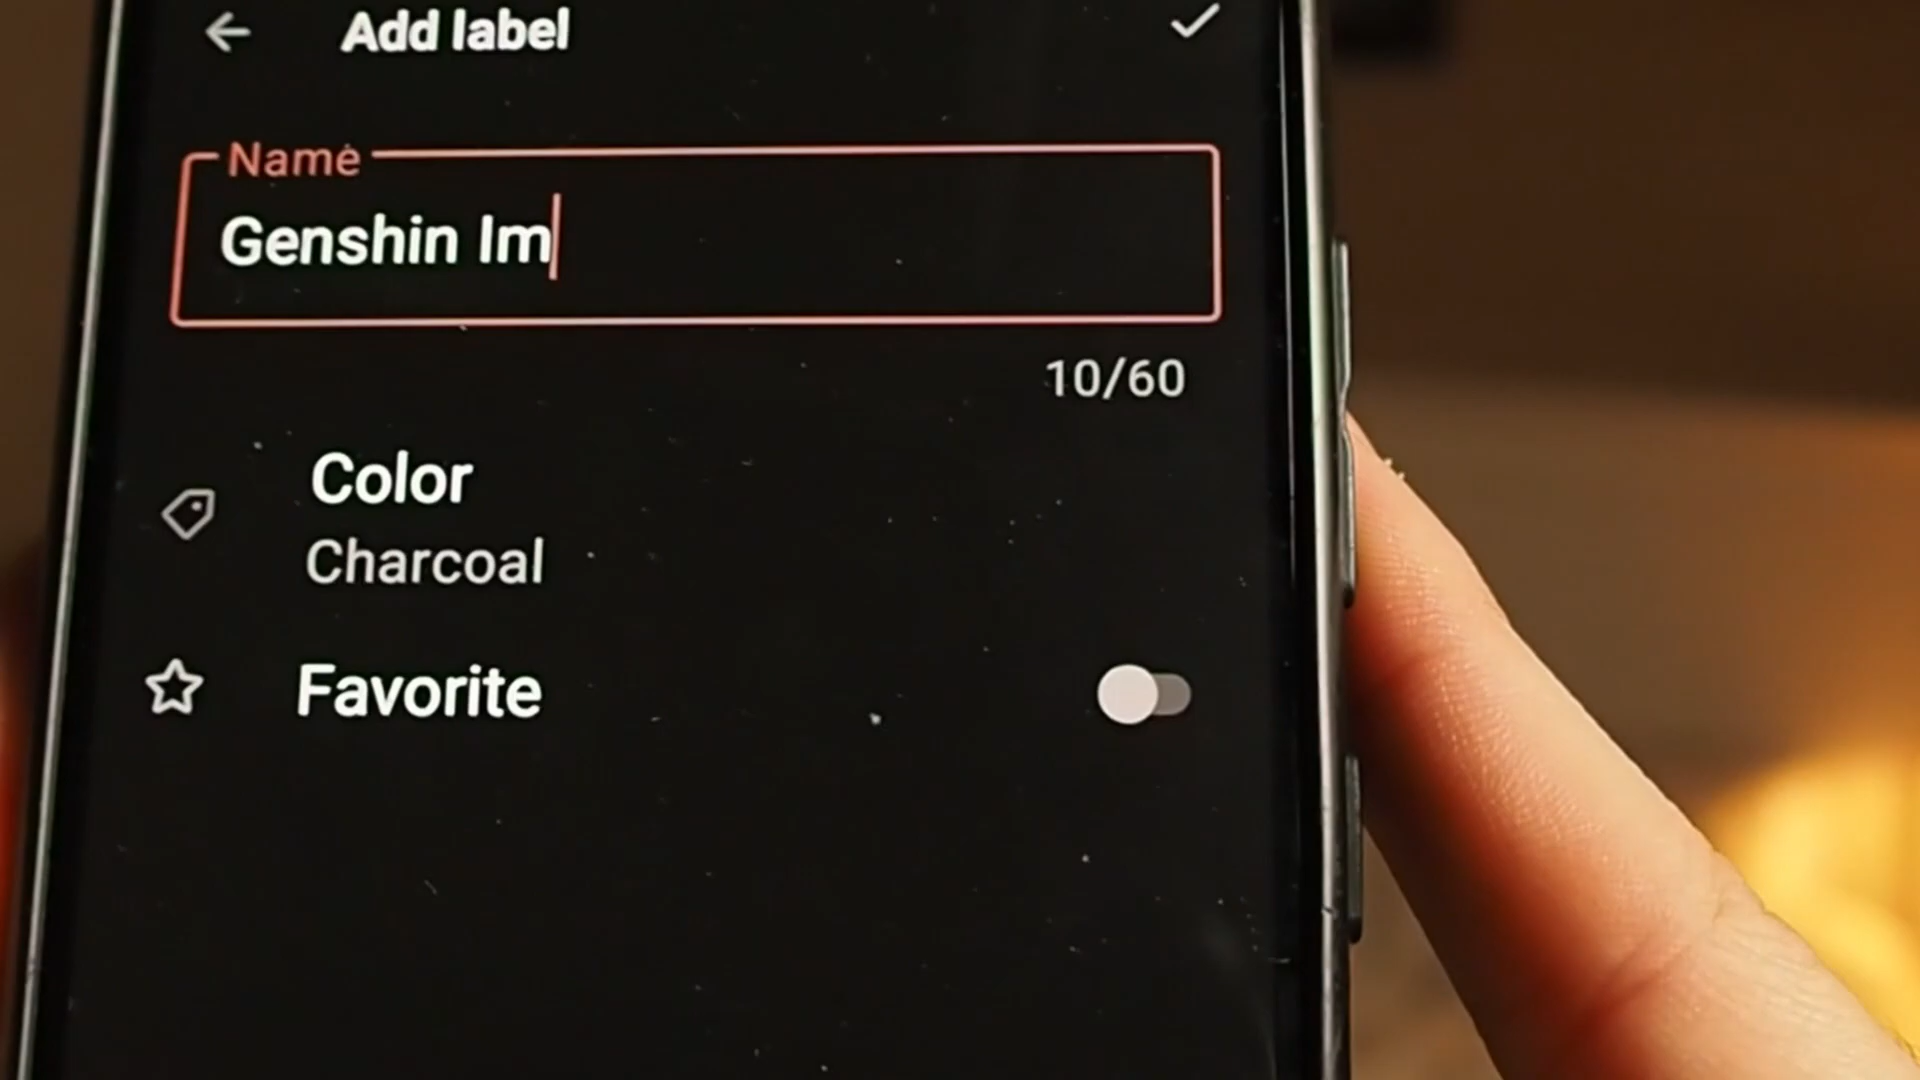 Add label
Name
Genshin Im
10/60
Color
Charcoal
Favorite